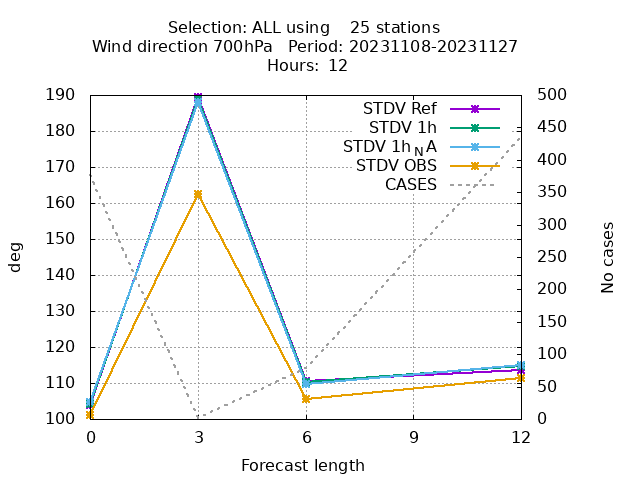 Selection: ALL using    25 stations
Wind direction 700hPa   Period: 20231108-20231127
Hours: 12
190
180
170
160
150
140
130
120
110
100
deg
STDV Ref
STDV 1h
STDV 1h_NA
STDV OBS
CASES
500
450
400
350
300
250
200
150
100
50
0
No cases
0 3 6 9 12
Forecast length